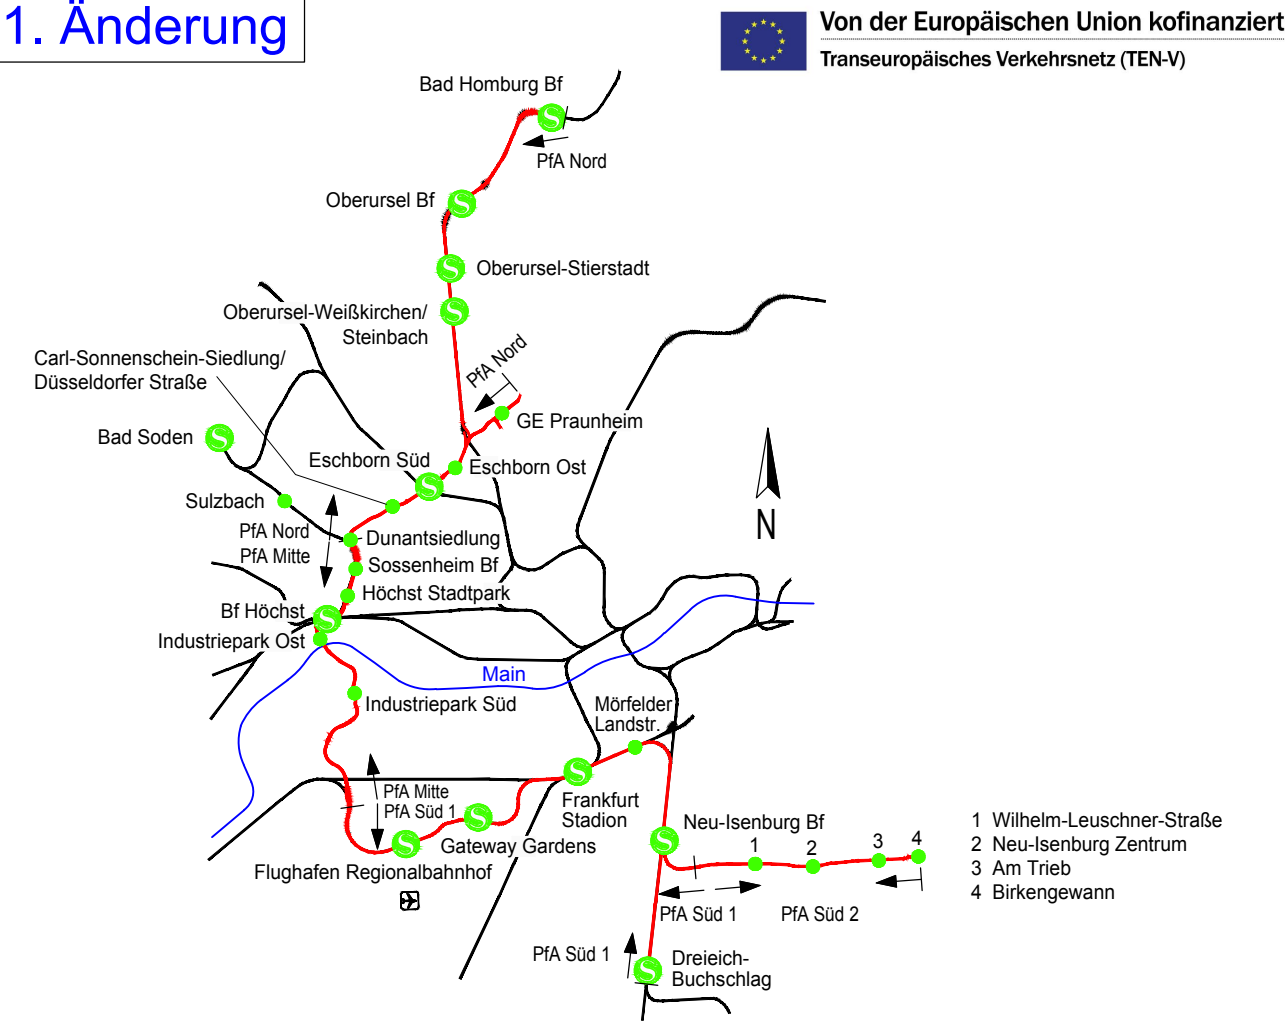 1. Änderung
Von der Europäischen Union kofinanziert
Transeuropäisches Verkehrsnetz (TEN-V)
Bad Homburg Bf
PfA Nord
Oberursel Bf
Oberursel-Stierstadt
Oberursel-Weißkirchen/
Steinbach
Carl-Sonnenschein-Siedlung/
Düsseldorfer Straße
PfA Nord
GE Praunheim
Bad Soden
Eschborn Süd
Eschborn Ost
Sulzbach
PfA Nord
PfA Mitte
Dunantsiedlung
Sossenheim Bf
Höchst Stadtpark
N
Bf Höchst
Industriepark Ost
Main
Industriepark Süd
Mörfelder
Landstr.
PfA Mitte
PfA Süd 1
Frankfurt
Stadion
Gateway Gardens
Flughafen Regionalbahnhof
Neu-Isenburg Bf
1
2
3
4
PfA Süd 1
PfA Süd 2
PfA Süd 1
Dreieich-
Buchschlag
1 Wilhelm-Leuschner-Straße
2 Neu-Isenburg Zentrum
3 Am Trieb
4 Birkengewann